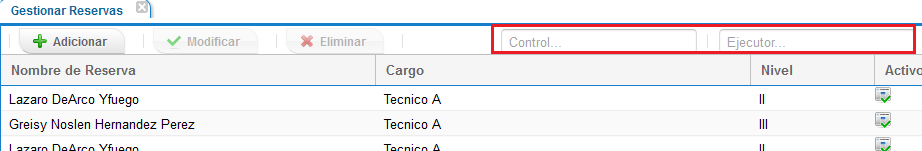 Gestionar Reservas
Adicionar Modificar Eliminar Control... Ejecutor...
Nombre de Reserva Cargo Nivel Activo
Lazaro DeArco Yfuego Tecnico A II
Greisy Noslen Hernandez Perez Tecnico A III
Lazaro DeArco Yfuego Tecnico A II